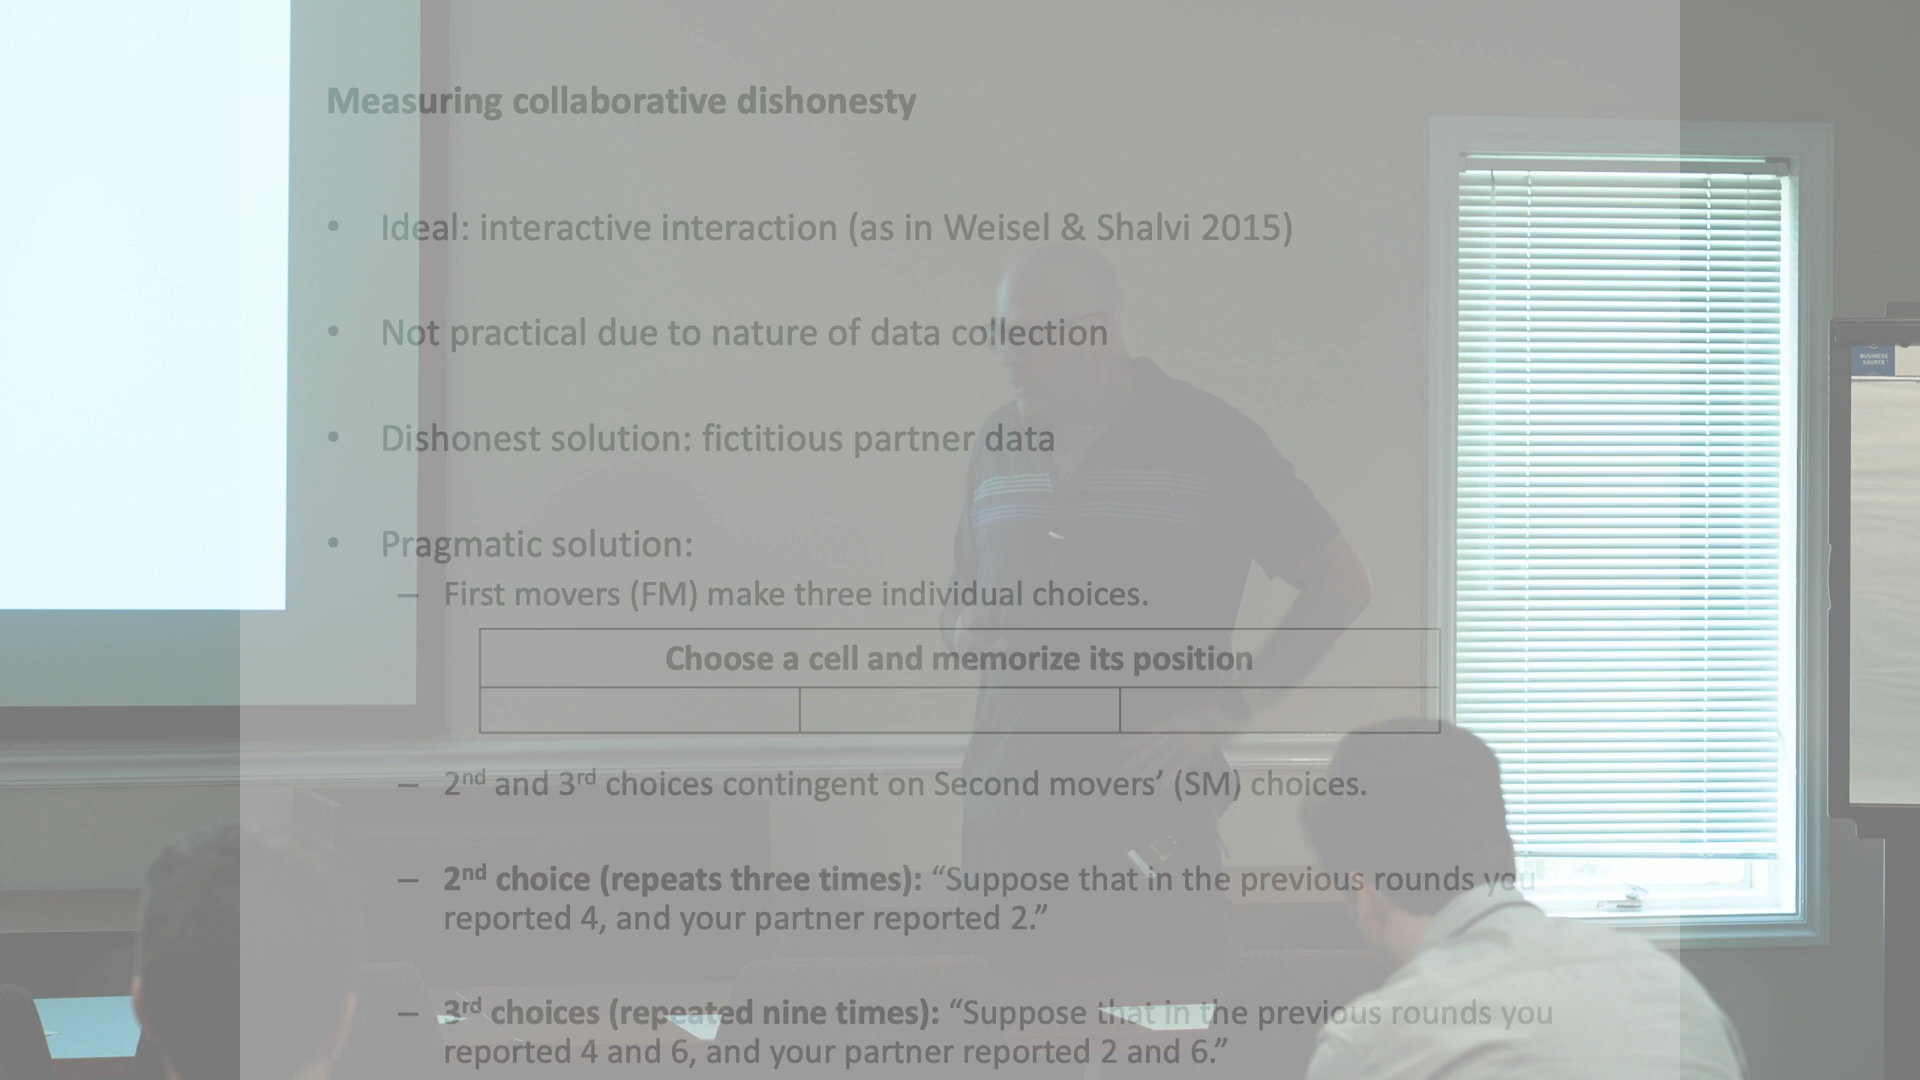 Measuring collaborative dishonesty
• Ideal: interactive interaction (as in Weisel & Shalvi 2015)
• Not practical due to nature of data collection
• Dishonest solution: fictitious partner data
• Pragmatic solution:
– First movers (FM) make three individual choices.
Choose a cell and memorize its position
– 2nd and 3rd choices contingent on Second movers’ (SM) choices.
– 2nd choice (repeats three times): “Suppose that in the previous rounds you
reported 4, and your partner reported 2.”
– 3rd choices (repeated nine times): “Suppose that in the previous rounds you
reported 4 and 6, and your partner reported 2 and 6.”
BUSINESS
SOURCE